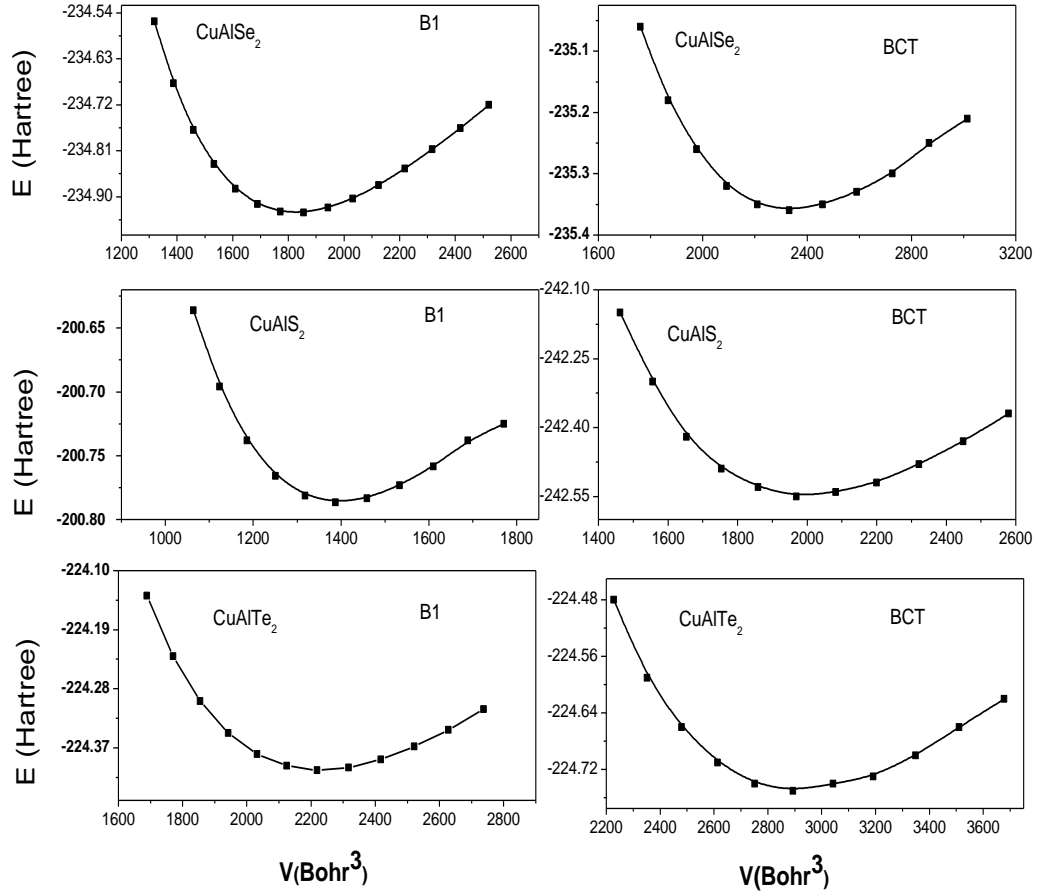 E (Hartree)
-234.54
-234.63
-234.72
-234.81
-234.90
CuAlSe2
B1
1200 1400 1600 1800 2000 2200 2400 2600
-235.1
-235.2
-235.3
-235.4
CuAlSe2
BCT
1600 2000 2400 2800 3200
E (Hartree)
-200.65
-200.70
-200.75
-200.80
CuAlS2
B1
1000 1200 1400 1600 1800
-242.10
-242.25
-242.40
-242.55
CuAlS2
BCT
1400 1600 1800 2000 2200 2400 2600
E (Hartree)
-224.10
-224.19
-224.28
-224.37
CuAlTe2
B1
1600 1800 2000 2200 2400 2600 2800
V(Bohr3)
-224.48
-224.56
-224.64
-224.72
CuAlTe2
BCT
2200 2400 2600 2800 3000 3200 3400 3600
V(Bohr3)